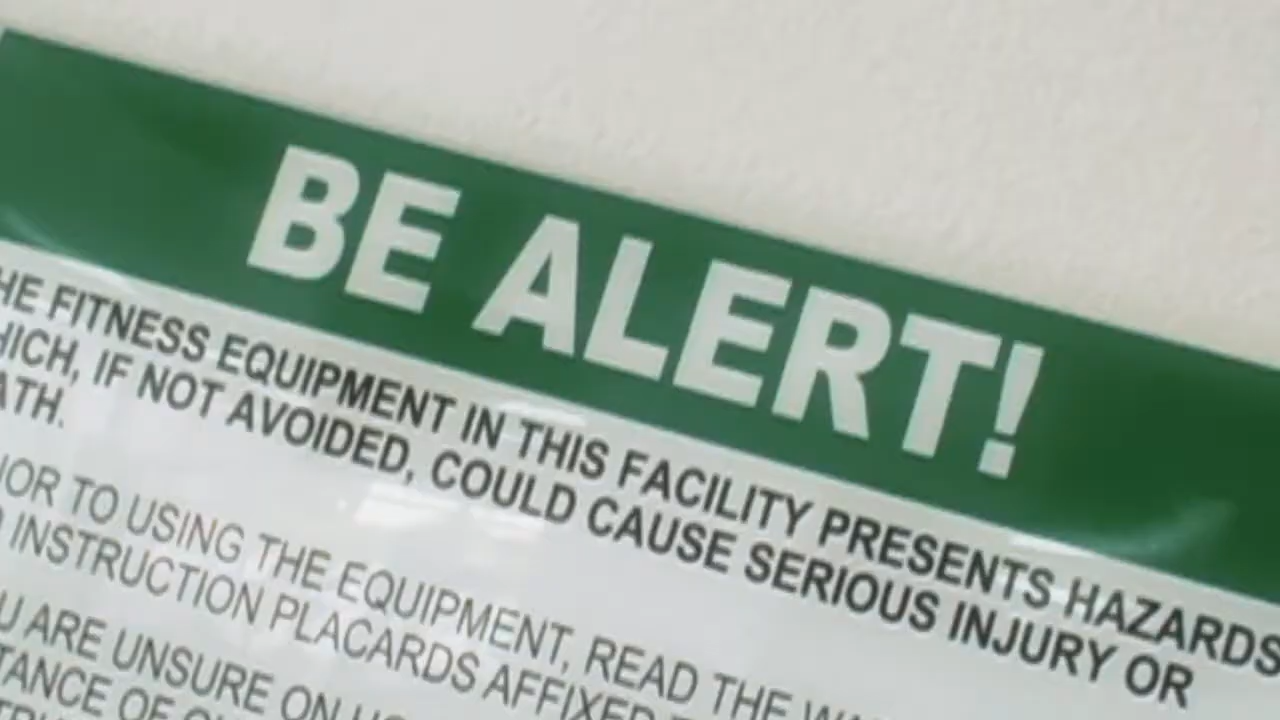 BE ALERT!
HE FITNESS EQUIPMENT IN THIS FACILITY PRESENTS HAZARDS
HICH, IF NOT AVOIDED, COULD CAUSE SERIOUS INJURY OR
ATH.
IOR TO USING THE EQUIPMENT, READ THE
INSTRUCTION PLACARDS AFFIXED
U ARE UNSURE ON
TANCE OF